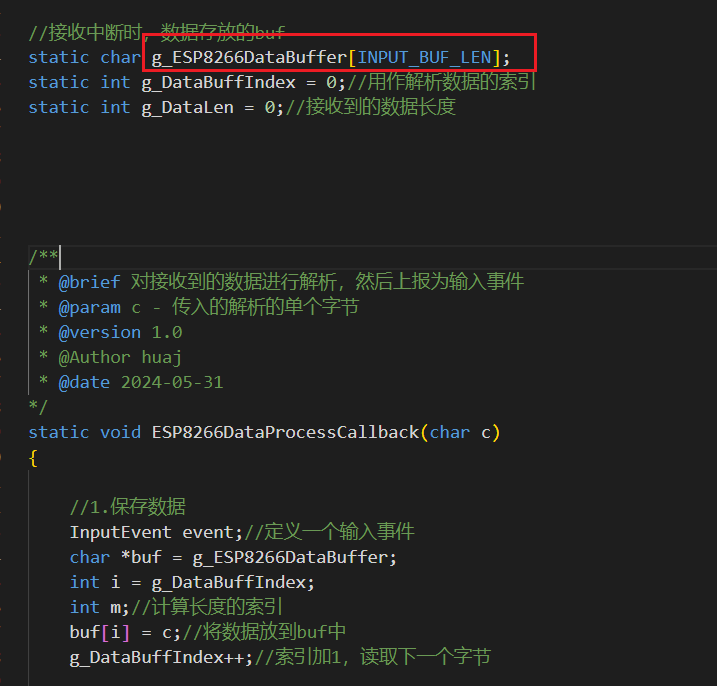 //接收中断时，数据存放的buf
static char g_ESP8266DataBuffer[INPUT_BUF_LEN];
static int g_DataBuffIndex = 0;//用作解析数据的索引
static int g_DataLen = 0;//接收到的数据长度
/**
* @brief 对接收到的数据进行解析，然后上报为输入事件
* @param c - 传入的解析的单个字节
* @version 1.0
* @Author huaj
* @date 2024-05-31
*/
static void ESP8266DataProcessCallback(char c)
{
//1.保存数据
InputEvent event;//定义一个输入事件
char *buf = g_ESP8266DataBuffer;
int i = g_DataBuffIndex;
int m;//计算长度的索引
buf[i] = c;//将数据放到buf中
g_DataBuffIndex++;//索引加1，读取下一个字节